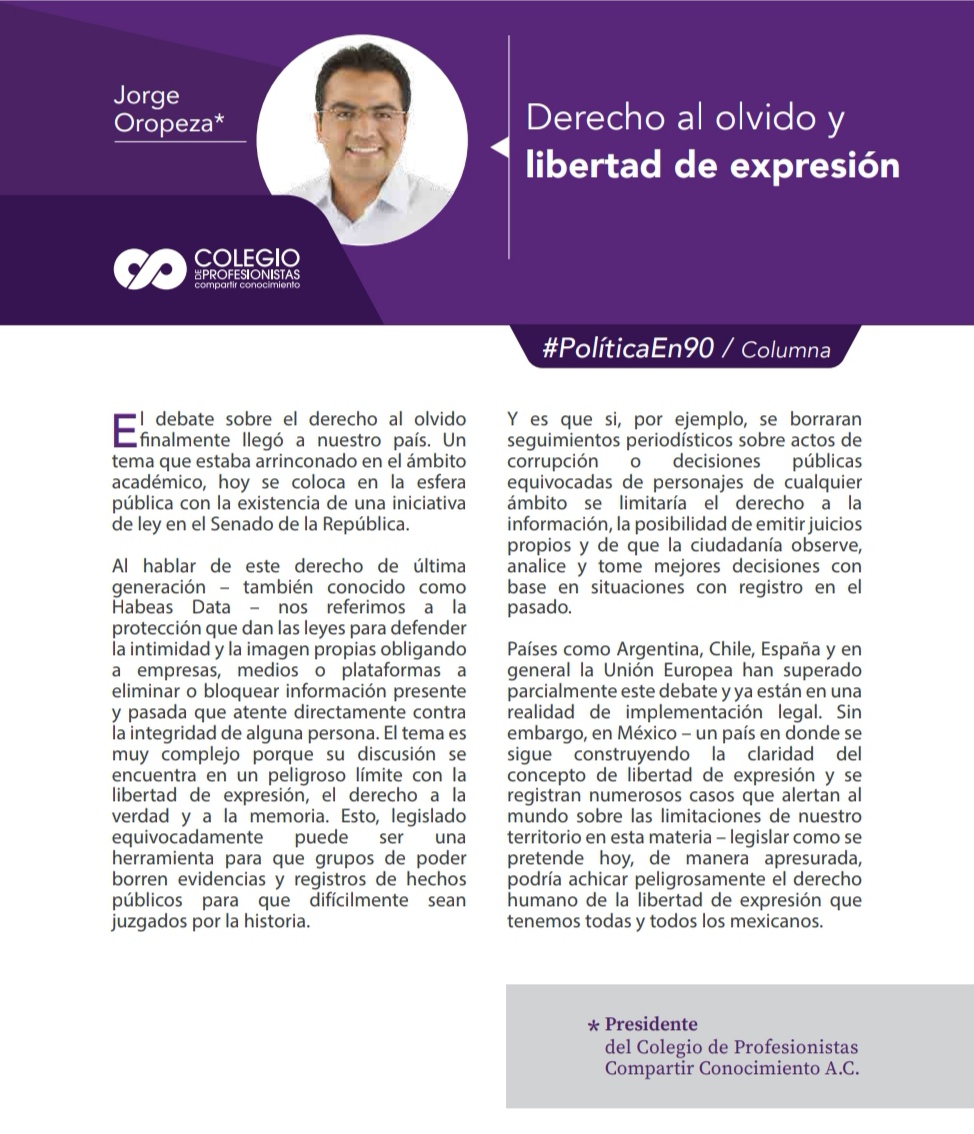 Jorge
Oropeza*
Derecho al olvido y
libertad de expresión
COLEGIO
DE PROFESIONISTAS
compartir conocimiento
#PolíticaEn90 / Columna
El debate sobre el derecho al olvido
finalmente llegó a nuestro país. Un
tema que estaba arrinconado en el ámbito
académico, hoy se coloca en la esfera
pública con la existencia de una iniciativa
de ley en el Senado de la República.
Al hablar de este derecho de última
generación – también conocido como
Habeas Data – nos referimos a la
protección que dan las leyes para defender
la intimidad y la imagen propias obligando
a empresas, medios o plataformas a
eliminar o bloquear información presente
y pasada que atente directamente contra
la integridad de alguna persona. El tema es
muy complejo porque su discusión se
encuentra en un peligroso límite con la
libertad de expresión, el derecho a la
verdad y a la memoria. Esto, legislado
equivocadamente puede ser una
herramienta para que grupos de poder
borren evidencias y registros de hechos
públicos para que difícilmente sean
juzgados por la historia.
Y es que si, por ejemplo, se borraran
seguimientos periodísticos sobre actos de
corrupción o decisiones públicas
equivocadas de personajes de cualquier
ámbito se limitaría el derecho a la
información, la posibilidad de emitir juicios
propios y de que la ciudadanía observe,
analice y tome mejores decisiones con
base en situaciones con registro en el
pasado.
Países como Argentina, Chile, España y en
general la Unión Europea han superado
parcialmente este debate y ya están en una
realidad de implementación legal. Sin
embargo, en México – un país en donde se
sigue construyendo la claridad del
concepto de libertad de expresión y se
registran numerosos casos que alertan al
mundo sobre las limitaciones de nuestro
territorio en esta materia – legislar como se
pretende hoy, de manera apresurada,
podría achicar peligrosamente el derecho
humano de la libertad de expresión que
tenemos todas y todos los mexicanos.
* Presidente
del Colegio de Profesionistas
Compartir Conocimiento A.C.